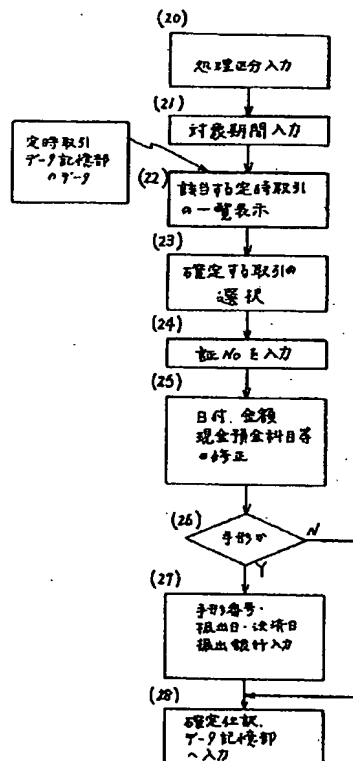 (20)
処理区分入力
(21)
対象期間入力
定時取引
データ記憶部
のデータ
(22)
該当する定時取引
の一覧表示
(23)
確定する取引の
選択
(24)
証Noを入力
(25)
日付、金額
現金預金科目等
の修正
(26)
手形か
N
Y
(27)
手形番号・
振出日・決済日
振出銀行入力
(28)
確定仕訳、
データ記憶部
へ入力